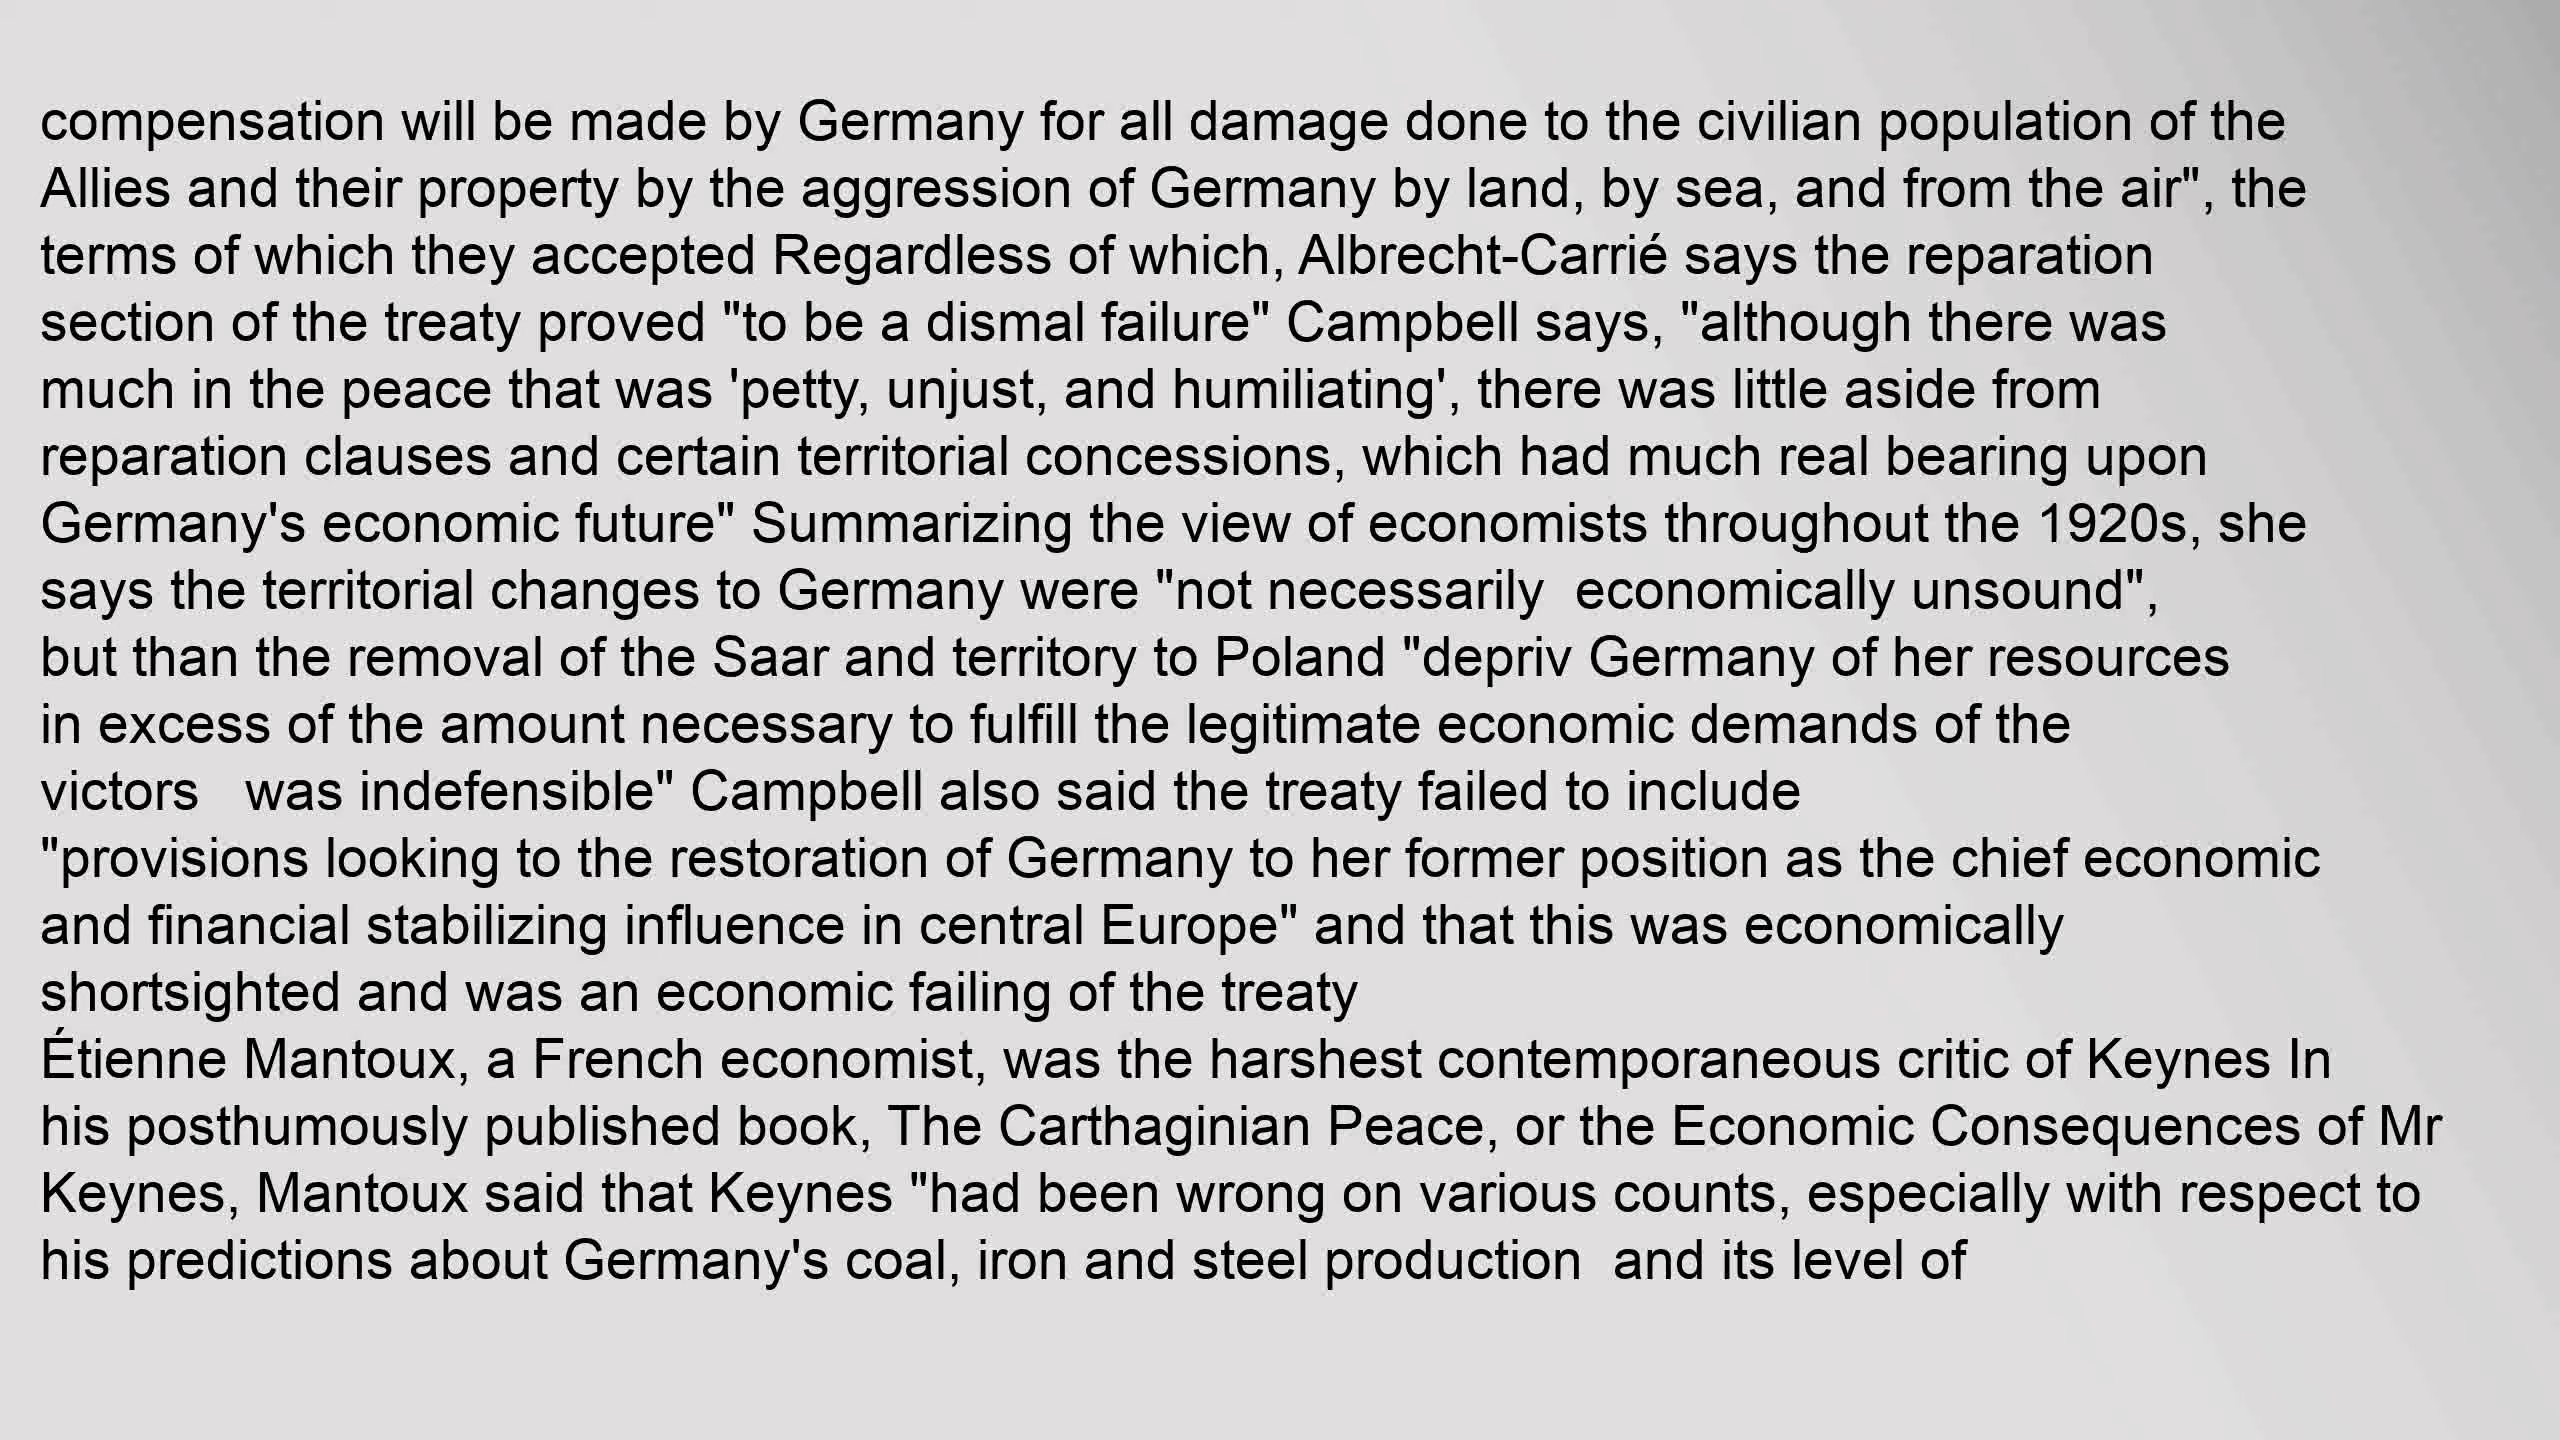 compensation will be made by Germany for all damage done to the civilian population of the
Allies and their property by the aggression of Germany by land, by sea, and from the air", the
terms of which they accepted Regardless of which, Albrecht-Carrié says the reparation
section of the treaty proved "to be a dismal failure" Campbell says, "although there was
much in the peace that was 'petty, unjust, and humiliating', there was little aside from
reparation clauses and certain territorial concessions, which had much real bearing upon
Germany's economic future" Summarizing the view of economists throughout the 1920s, she
says the territorial changes to Germany were "not necessarily  economically unsound",
but than the removal of the Saar and territory to Poland "depriv Germany of her resources
in excess of the amount necessary to fulfill the legitimate economic demands of the
victors   was indefensible" Campbell also said the treaty failed to include
"provisions looking to the restoration of Germany to her former position as the chief economic
and financial stabilizing influence in central Europe" and that this was economically
shortsighted and was an economic failing of the treaty
Étienne Mantoux, a French economist, was the harshest contemporaneous critic of Keynes In
his posthumously published book, The Carthaginian Peace, or the Economic Consequences of Mr
Keynes, Mantoux said that Keynes "had been wrong on various counts, especially with respect to
his predictions about Germany's coal, iron and steel production  and its level of